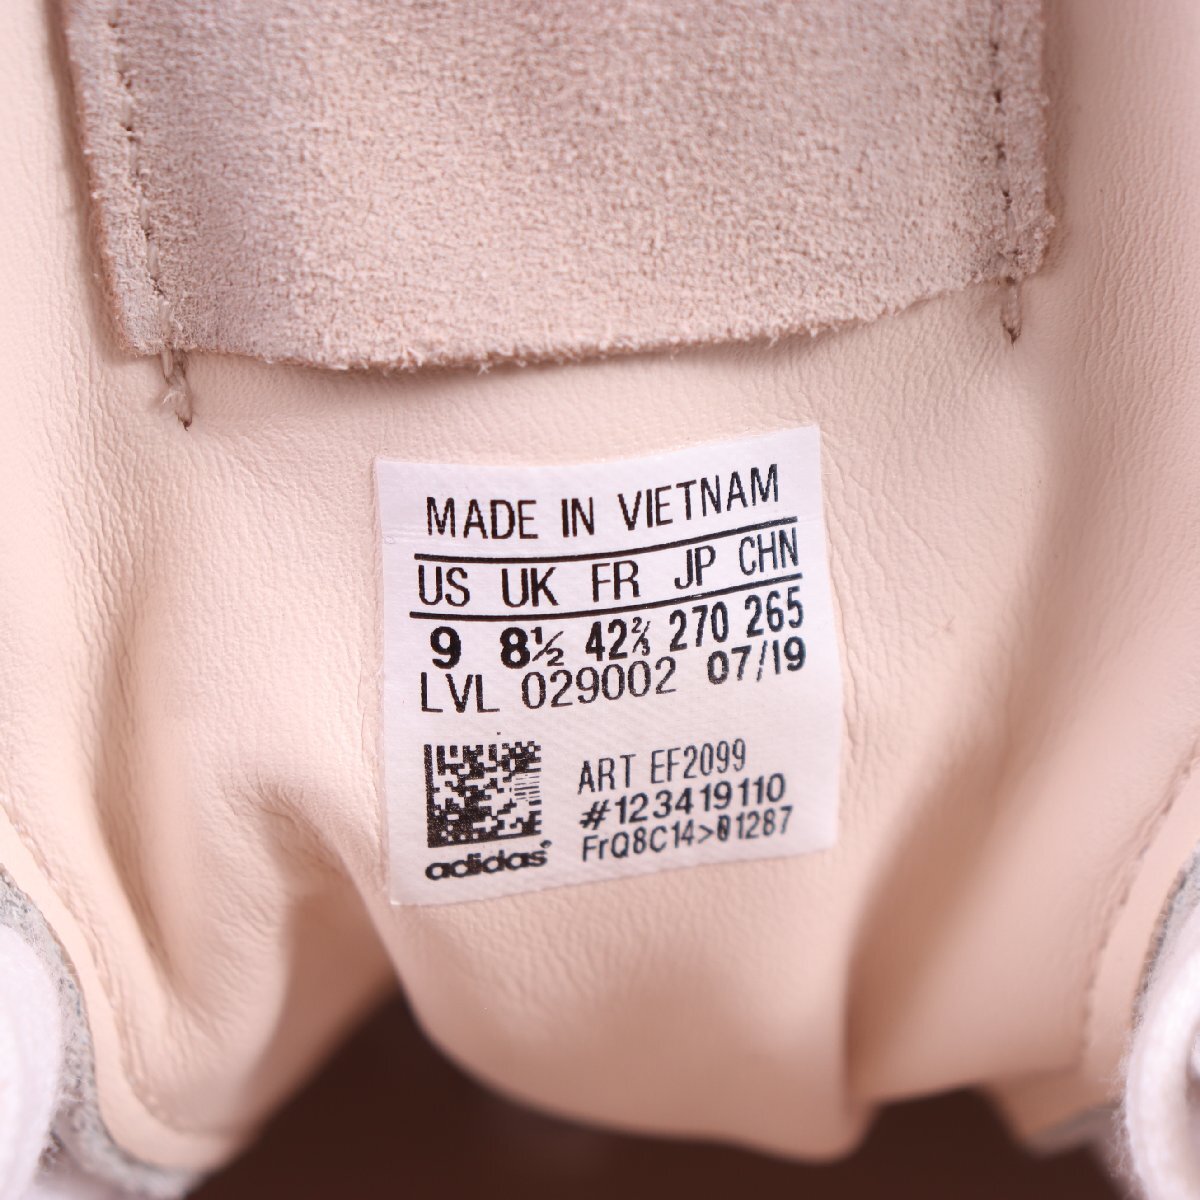 MADE IN VIETNAM
US UK FR JP CHN
9 8½ 42⅔ 270 265
LVL 029002 07/19
ART EF2099
#123419110
FrQ8C14>01287
adidas®